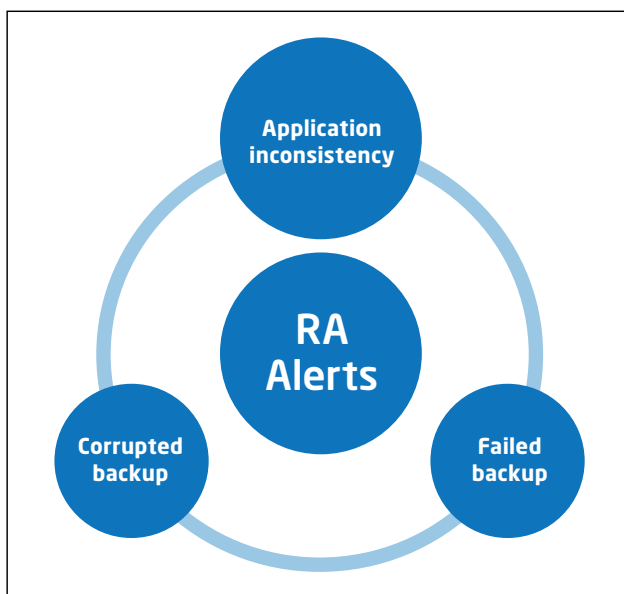 Application
inconsistency
RA
Alerts
Corrupted
backup
Failed
backup